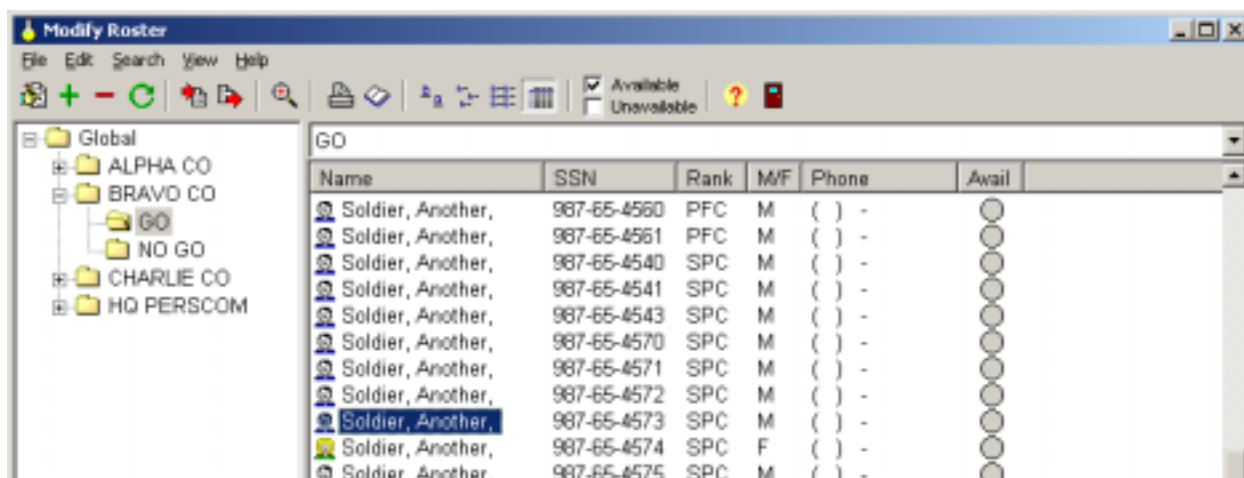 Modify Roster
File Edit Search View Help
Available
Unavailable
Global
ALPHA CO
BRAVO CO
GO
NO GO
CHARLIE CO
HQ PERSCOM
GO
Name SSN Rank M/F Phone Avail
Soldier, Another, 987-65-4560 PFC M ( ) -
Soldier, Another, 987-65-4561 PFC M ( ) -
Soldier, Another, 987-65-4540 SPC M ( ) -
Soldier, Another, 987-65-4541 SPC M ( ) -
Soldier, Another, 987-65-4543 SPC M ( ) -
Soldier, Another, 987-65-4570 SPC M ( ) -
Soldier, Another, 987-65-4571 SPC M ( ) -
Soldier, Another, 987-65-4572 SPC M ( ) -
Soldier, Another, 987-65-4573 SPC M ( ) -
Soldier, Another, 987-65-4574 SPC F ( ) -
Soldier, Another, 987-65-4575 SPC M ( ) -